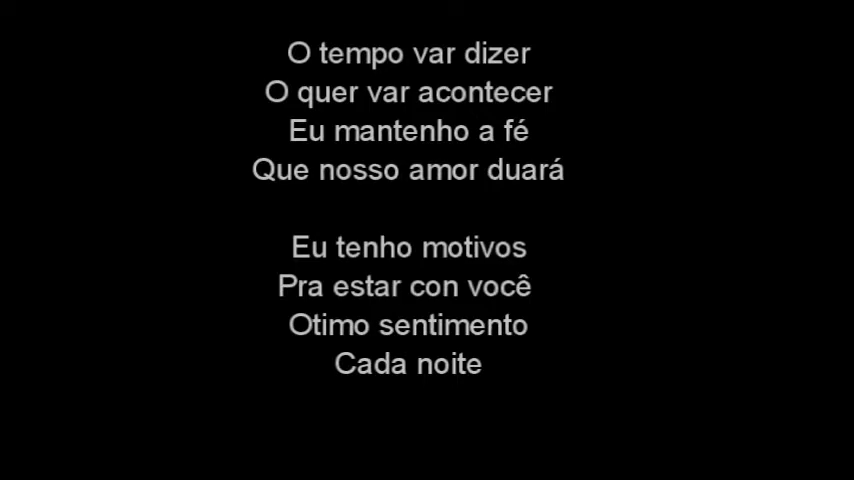 O tempo var dizer
O quer var acontecer
Eu mantenho a fé
Que nosso amor duará
Eu tenho motivos
Pra estar con você
Otimo sentimento
Cada noite